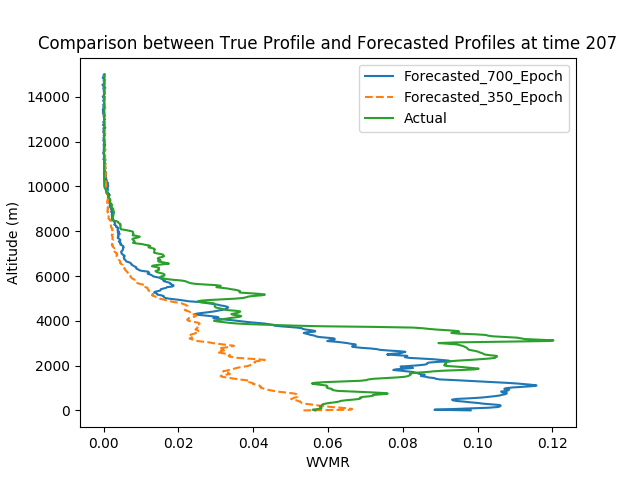 Comparison between True Profile and Forecasted Profiles at time 207
Forecasted_700_Epoch
Forecasted_350_Epoch
Actual
Altitude (m)
14000
12000
10000
8000
6000
4000
2000
0
0.00 0.02 0.04 0.06 0.08 0.10 0.12
WVMR